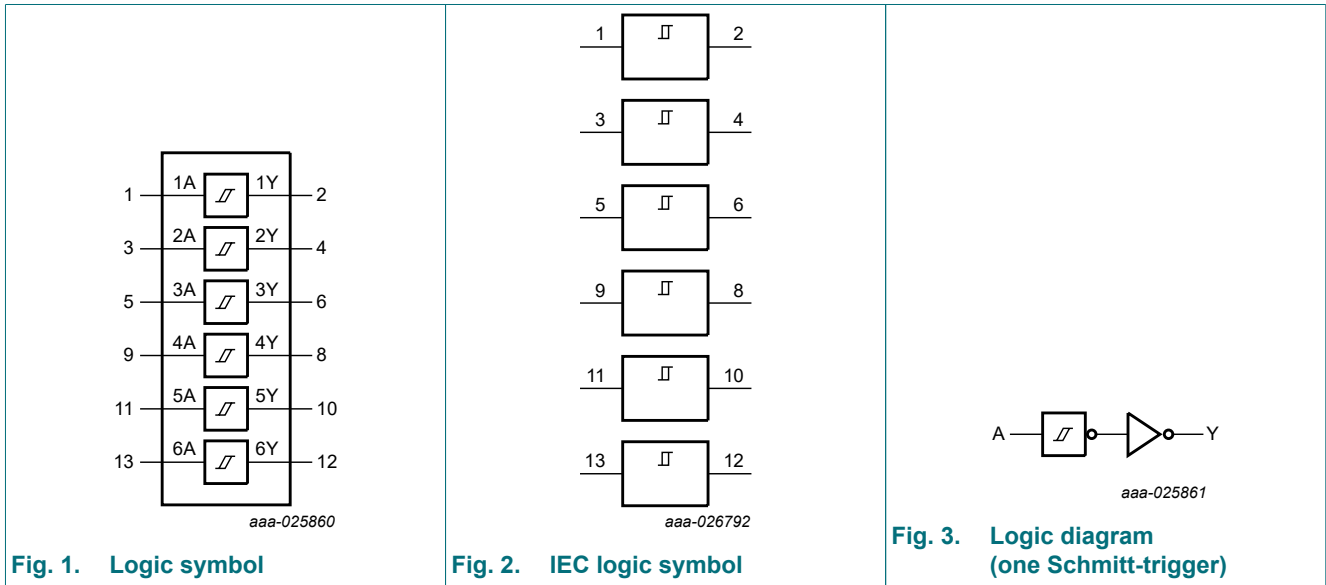 1 1A 1Y 2
3 2A 2Y 4
5 3A 3Y 6
9 4A 4Y 8
11 5A 5Y 10
13 6A 6Y 12
aaa-025860
Fig. 1. Logic symbol
1 2
3 4
5 6
9 8
11 10
13 12
aaa-026792
Fig. 2. IEC logic symbol
A Y
aaa-025861
Fig. 3. Logic diagram
(one Schmitt-trigger)